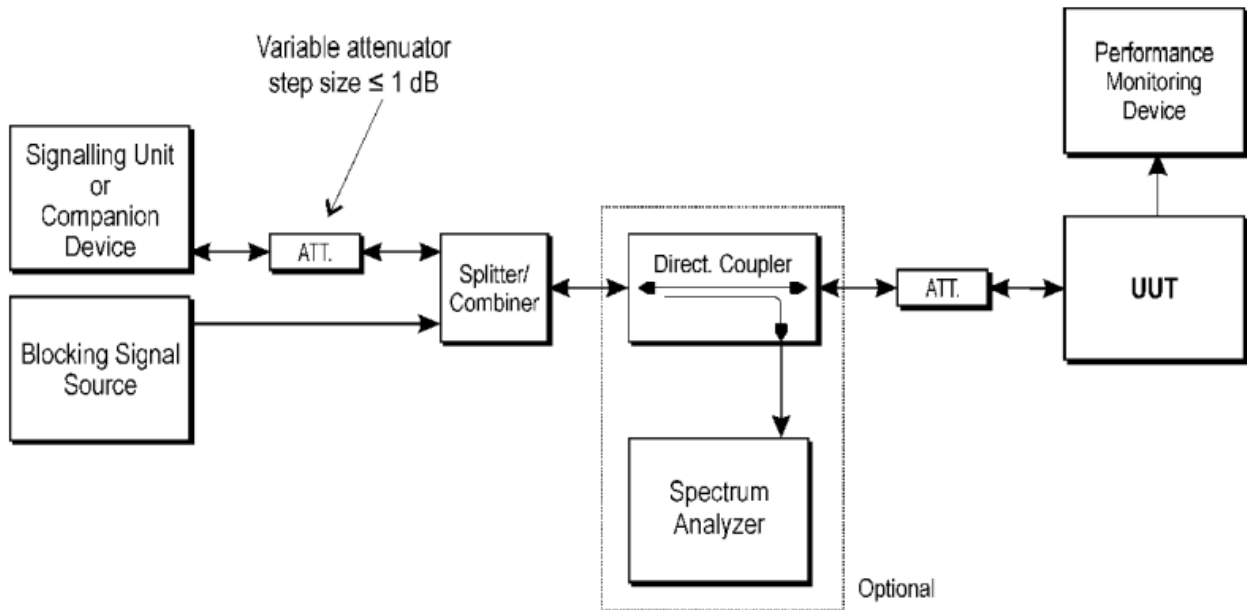 Variable attenuator
step size ≤ 1 dB
Performance
Monitoring
Device
Signalling Unit
or
Companion
Device
ATT.
Splitter/
Combiner
Direct. Coupler
ATT.
UUT
Blocking Signal
Source
Spectrum
Analyzer
Optional